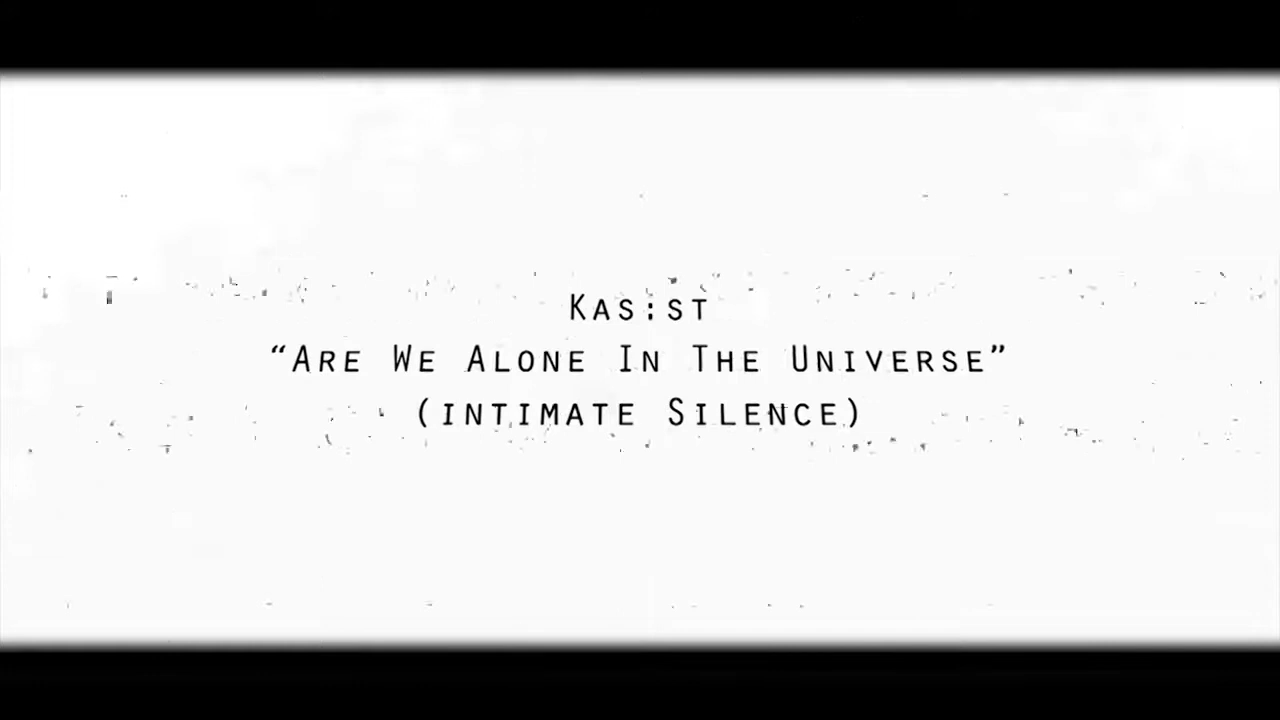 Kas:st
“Are We Alone In The Universe”
(intimate Silence)